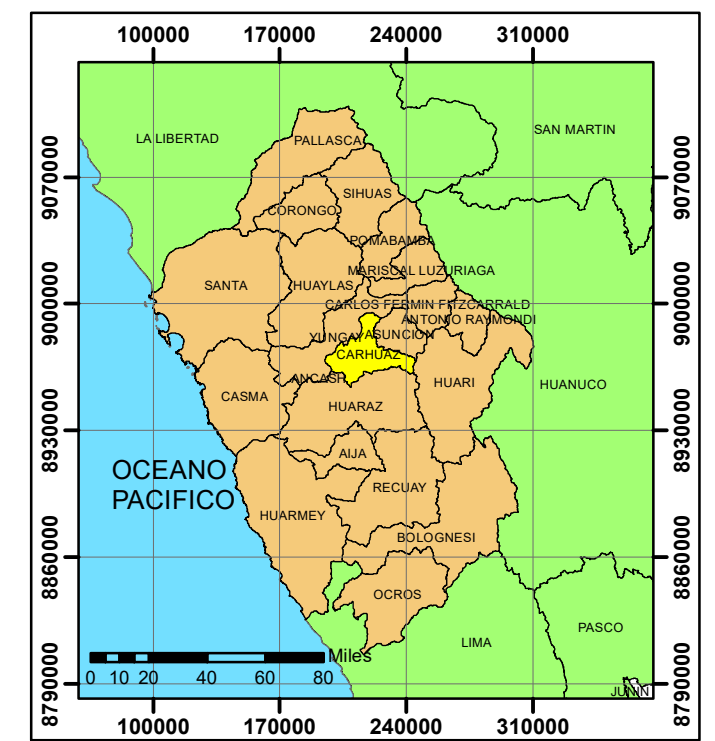 100000 170000 240000 310000
LA LIBERTAD
SAN MARTIN
PALLASCA
9070000
9070000
SIHUAS
CORONGO
POMABAMBA
MARISCAL LUZURIAGA
SANTA
HUAYLAS
9000000
9000000
CARLOS FERMIN FITZCARRALD
ANTONIO RAYMONDI
YUNGAY
ASUNCION
CARHUAZ
ANCASH
HUARI
HUANUCO
CASMA
HUARAZ
8930000
8930000
AIJA
OCEANO
PACIFICO
RECUAY
HUARMEY
BOLOGNESI
8860000
8860000
OCROS
PASCO
LIMA
Miles
0 10 20 40 60 80
8790000
8790000
JUNIN
100000 170000 240000 310000